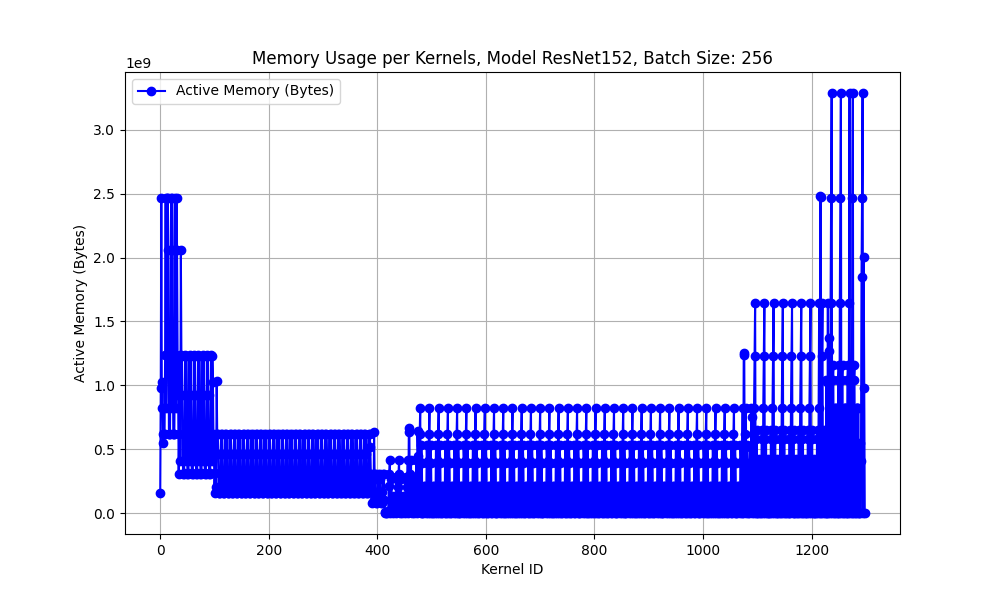 Memory Usage per Kernels, Model ResNet152, Batch Size: 256
1e9
Active Memory (Bytes)
3.0
2.5
2.0
1.5
1.0
0.5
0.0
Active Memory (Bytes)
0 200 400 600 800 1000 1200
Kernel ID